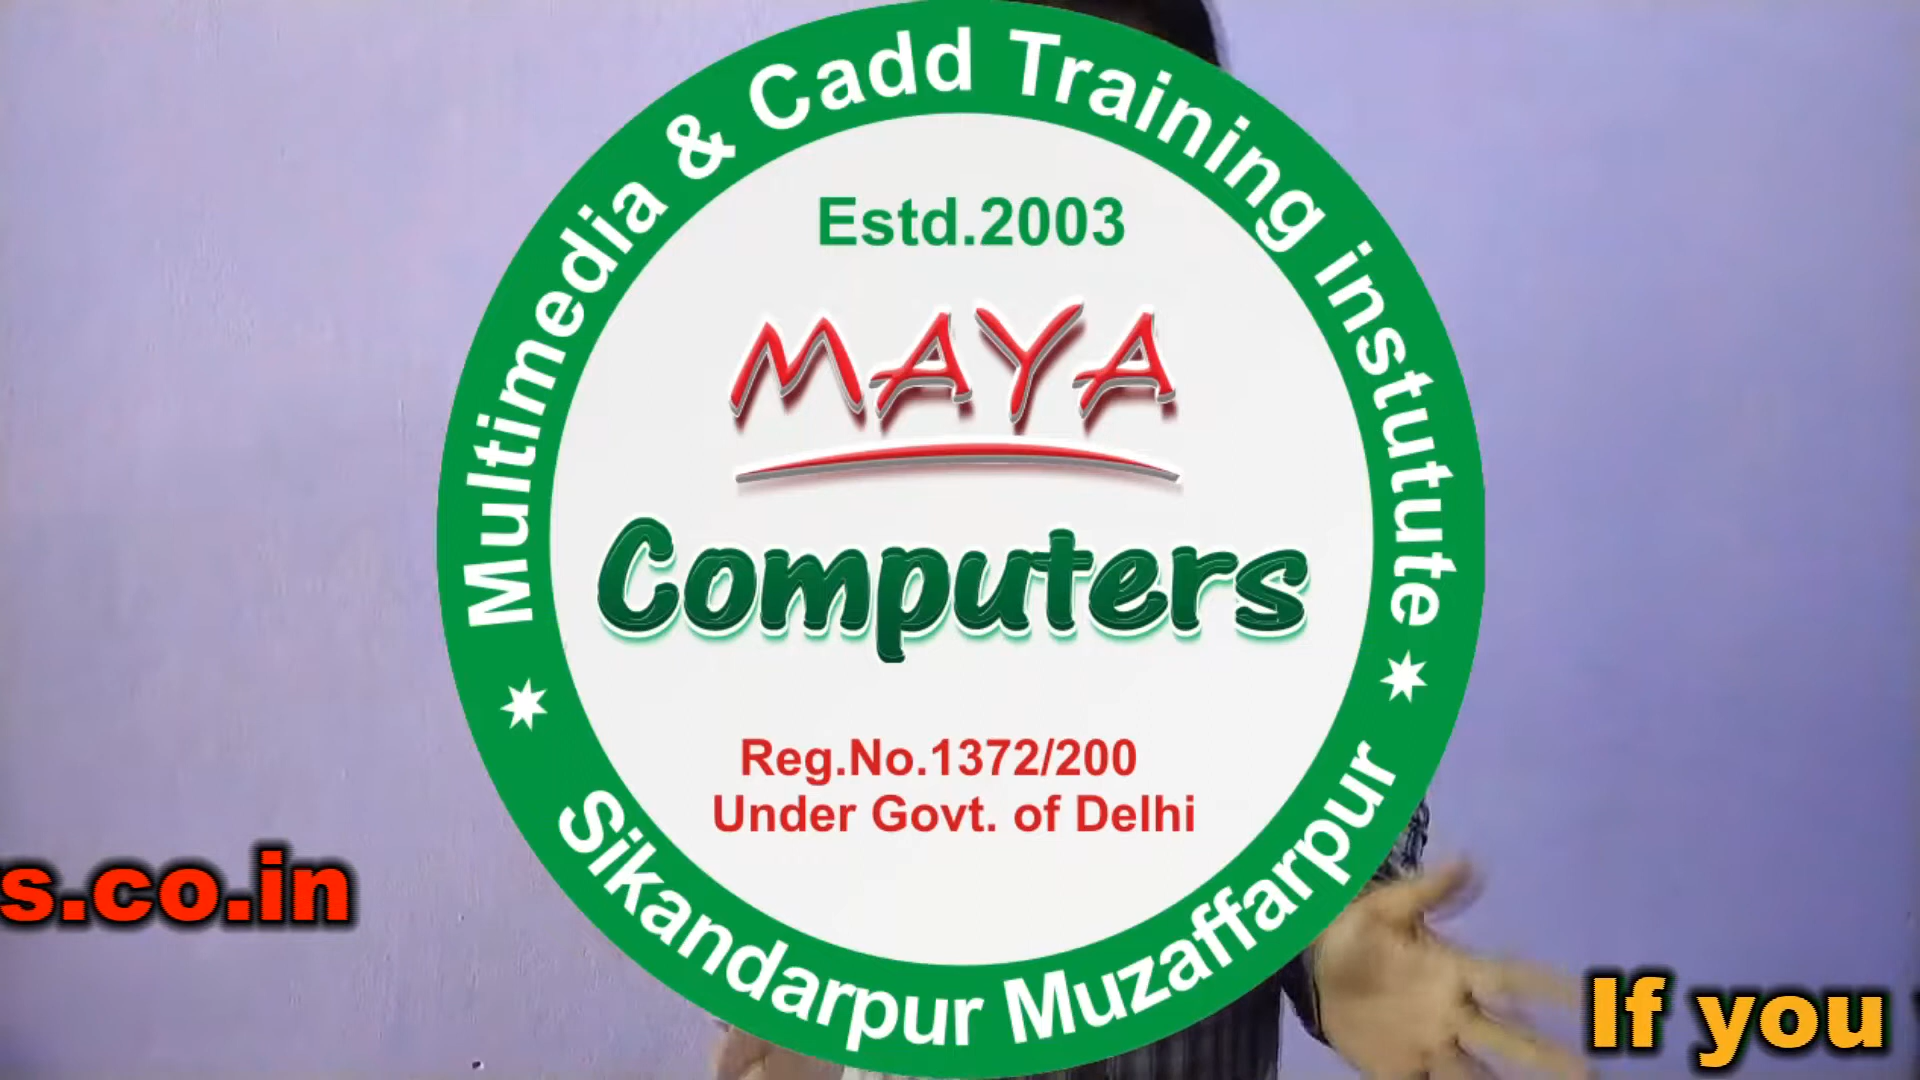 Multimedia & Cadd Training instutute
Estd.2003
MAYA
Computers
Reg.No.1372/200
Under Govt. of Delhi
Sikandarpur Muzaffarpur
s.co.in
If you